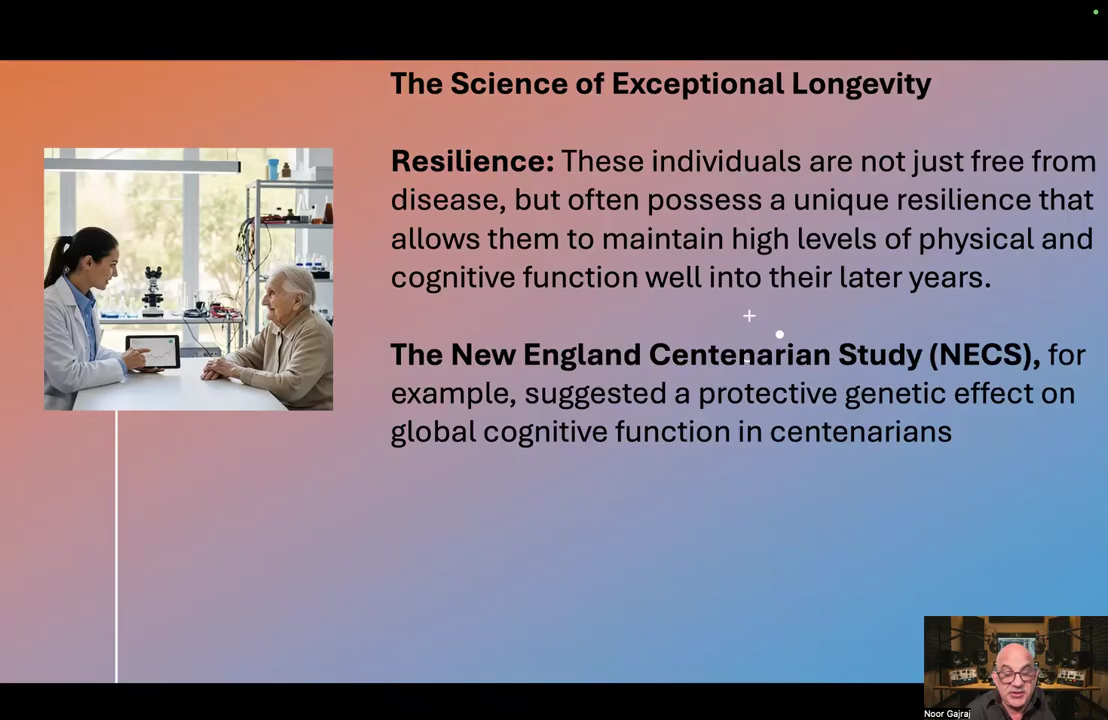 The Science of Exceptional Longevity
Resilience: These individuals are not just free from
disease, but often possess a unique resilience that
allows them to maintain high levels of physical and
cognitive function well into their later years.
The New England Centenarian Study (NECS), for
example, suggested a protective genetic effect on
global cognitive function in centenarians
Noor Gajraj